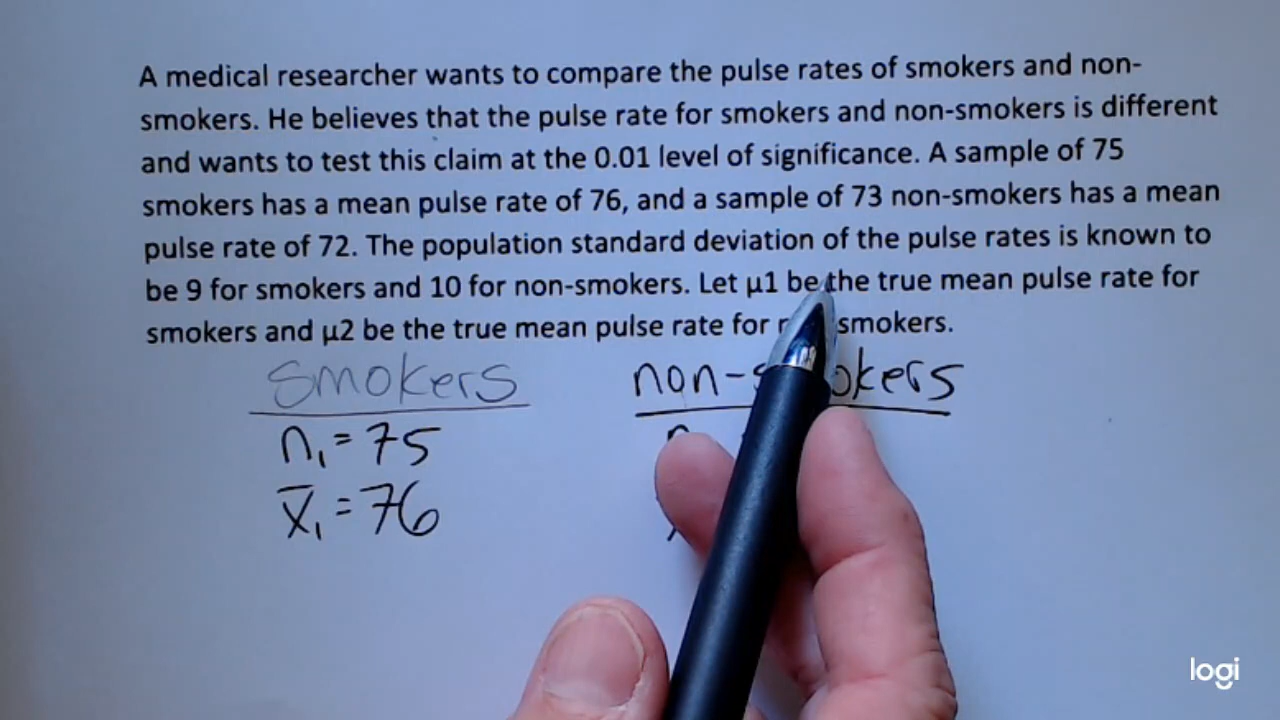 A medical researcher wants to compare the pulse rates of smokers and non-
smokers. He believes that the pulse rate for smokers and non-smokers is different
and wants to test this claim at the 0.01 level of significance. A sample of 75
smokers has a mean pulse rate of 76, and a sample of 73 non-smokers has a mean
pulse rate of 72. The population standard deviation of the pulse rates is known to
be 9 for smokers and 10 for non-smokers. Let μ1 be the true mean pulse rate for
smokers and μ2 be the true mean pulse rate for smokers.
smokers non-
n₁ = 75
x̄₁ = 76
logi